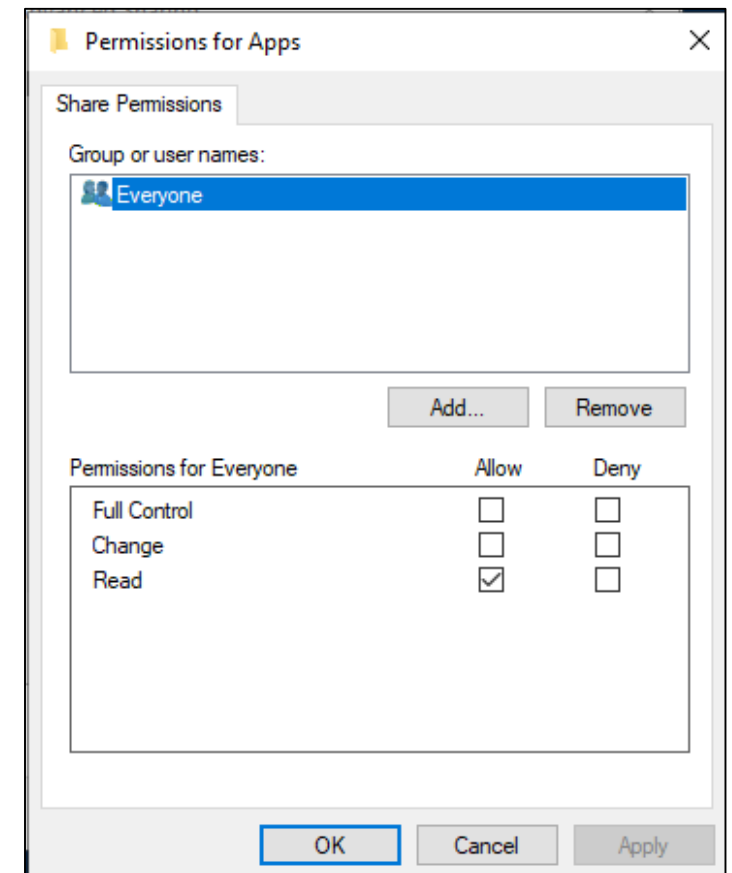 Permissions for Apps
Share Permissions
Group or user names:
Everyone
Add... Remove
Permissions for Everyone Allow Deny
Full Control
Change
Read
OK Cancel Apply